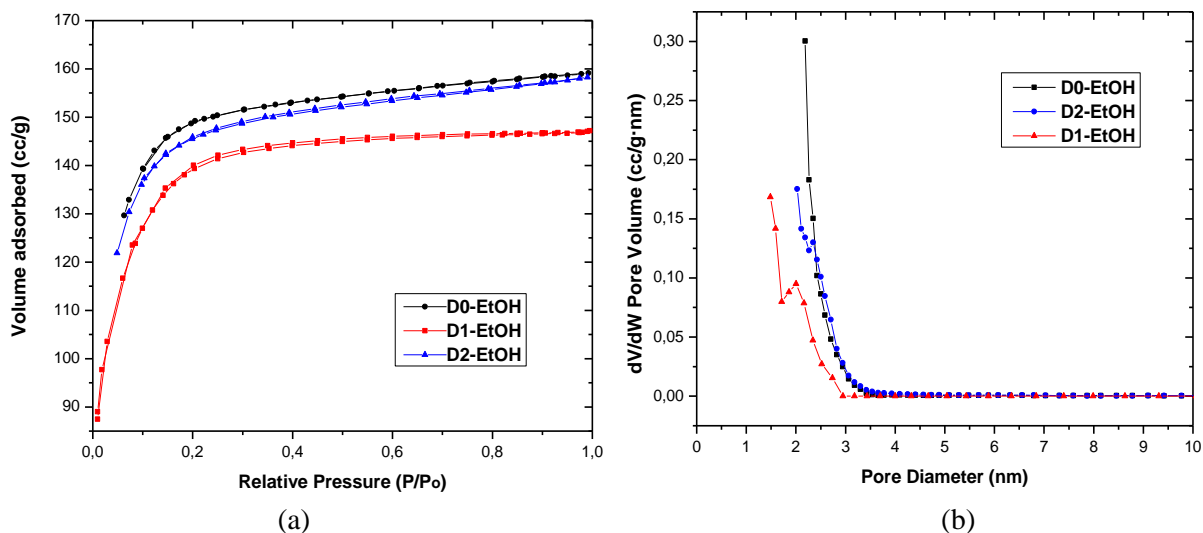 170
160
150
140
130
120
110
100
90
0,0
0,2
0,4
0,6
0,8
1,0
Volume adsorbed (cc/g)
Relative Pressure (P/Po)
D0-EtOH
D1-EtOH
D2-EtOH
(a)
0,30
0,25
0,20
0,15
0,10
0,05
0,00
0
1
2
3
4
5
6
7
8
9
10
dV/dW Pore Volume (cc/g·nm)
Pore Diameter (nm)
D0-EtOH
D2-EtOH
D1-EtOH
(b)